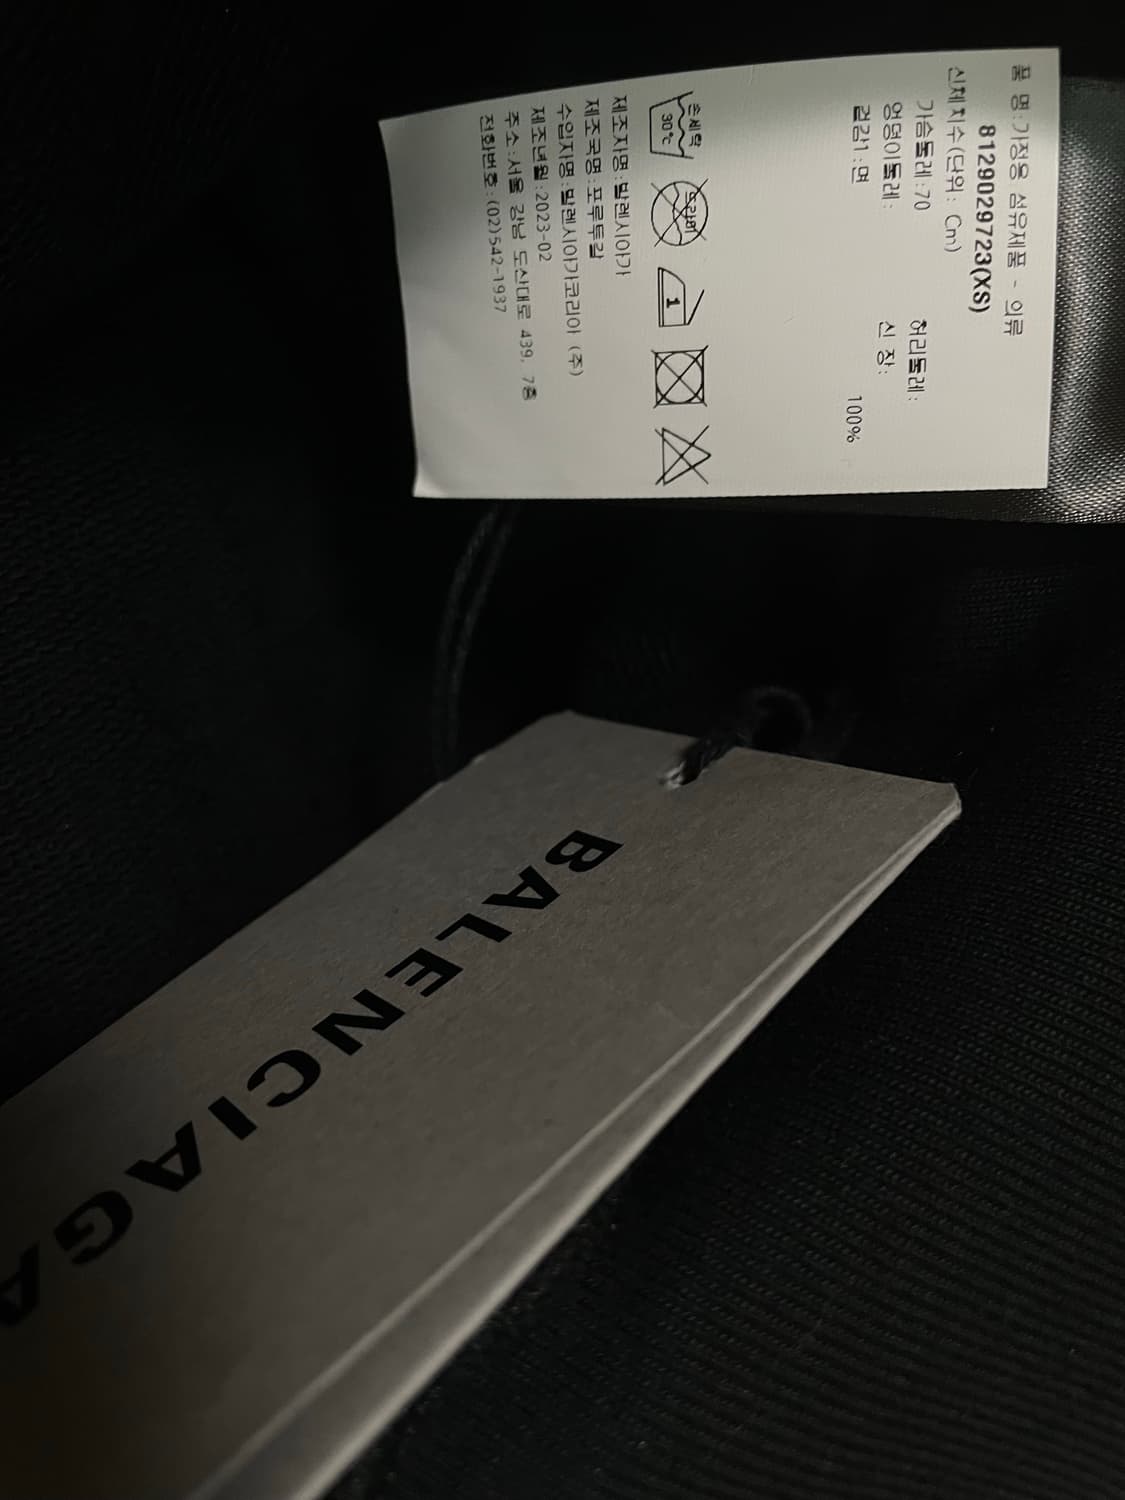 품 명:가정용 섬유제품 - 의류
8129029723(XS)
신체치수(단위: Cm)
가슴둘레:70 허리둘레:
엉덩이둘레: 신 장:
겉감1:면 100%
손세탁
30℃
드라이
1
제조자명:발렌시아가
제조국명:포루투갈
수입자명:발렌시아가코리아 (주)
제조년월:2023-02
주소:서울 강남 도산대로 439, 7층
전화번호:(02)542-1937
BALENCIAGA